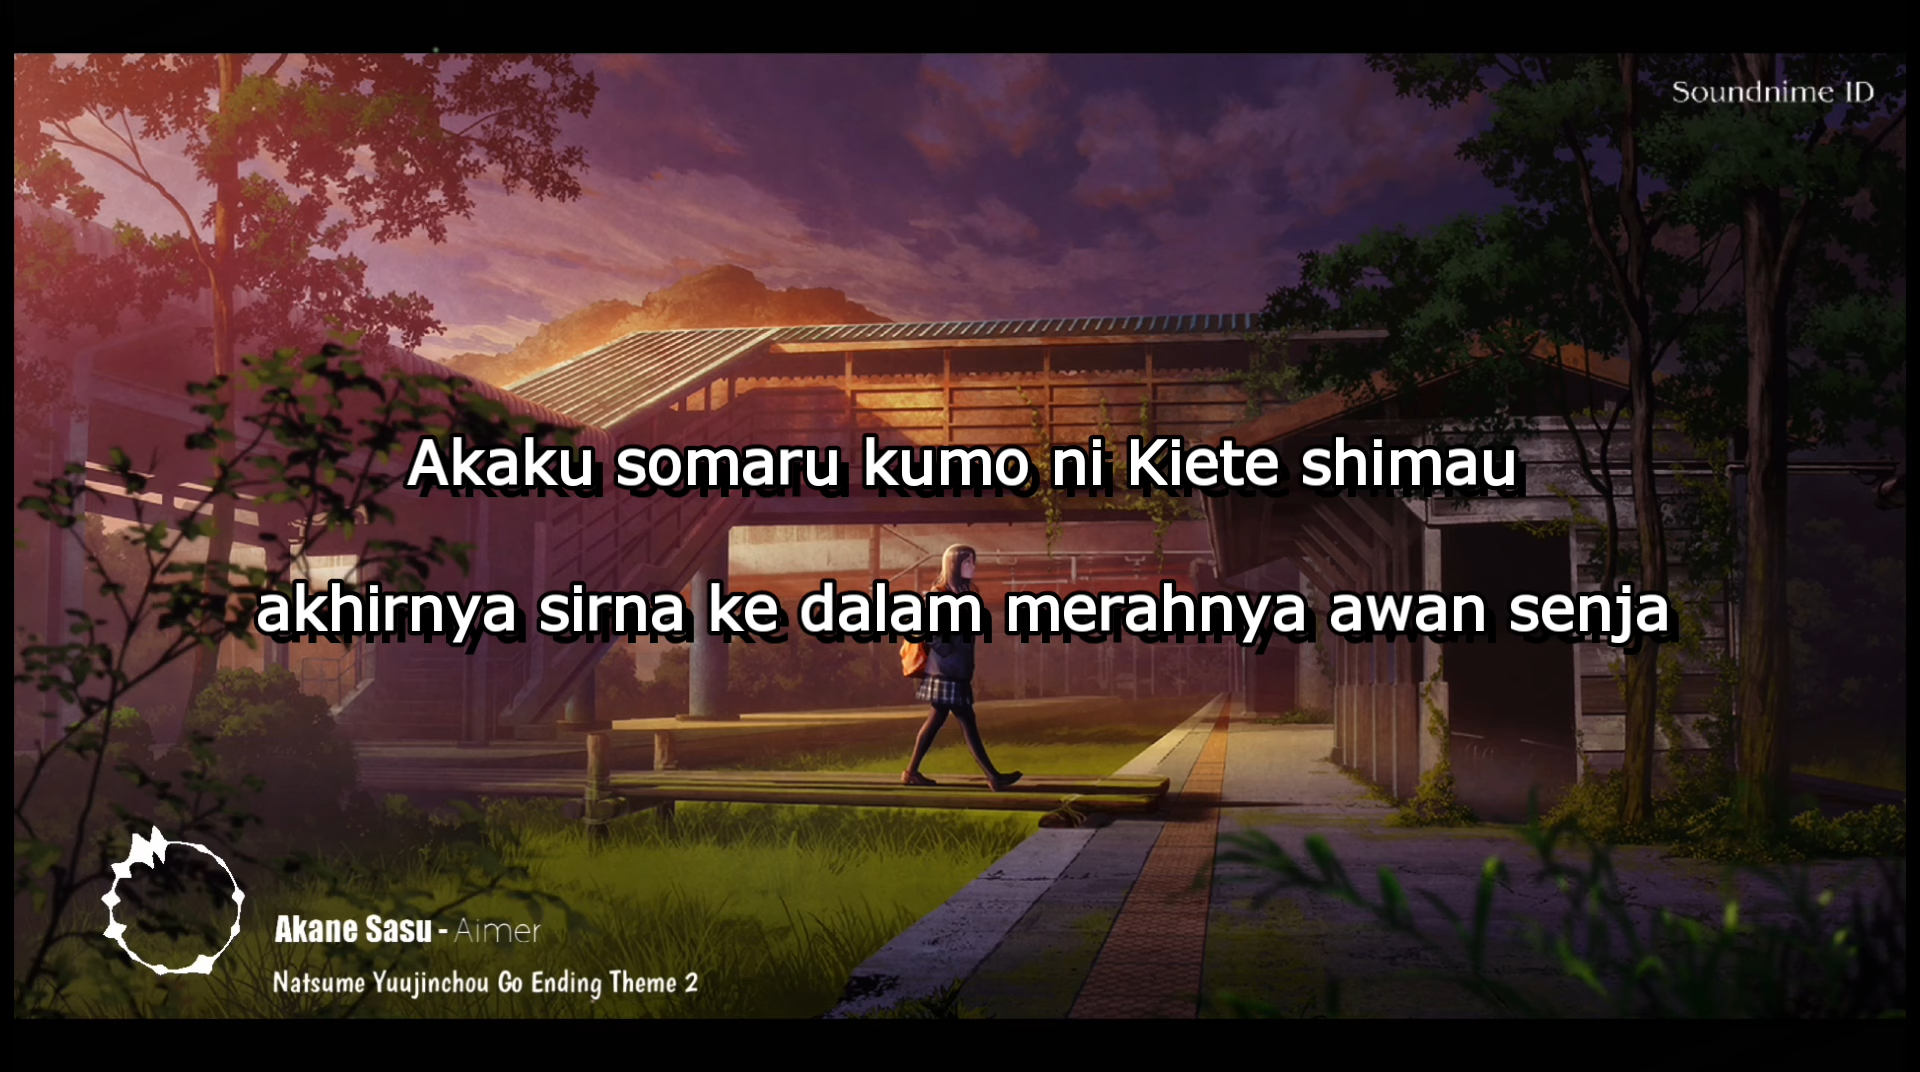 Soundnime ID
Akaku somaru kumo ni Kiete shimau
akhirnya sirna ke dalam merahnya awan senja
Akane Sasu - Aimer
Natsume Yuujinchou Go Ending Theme 2